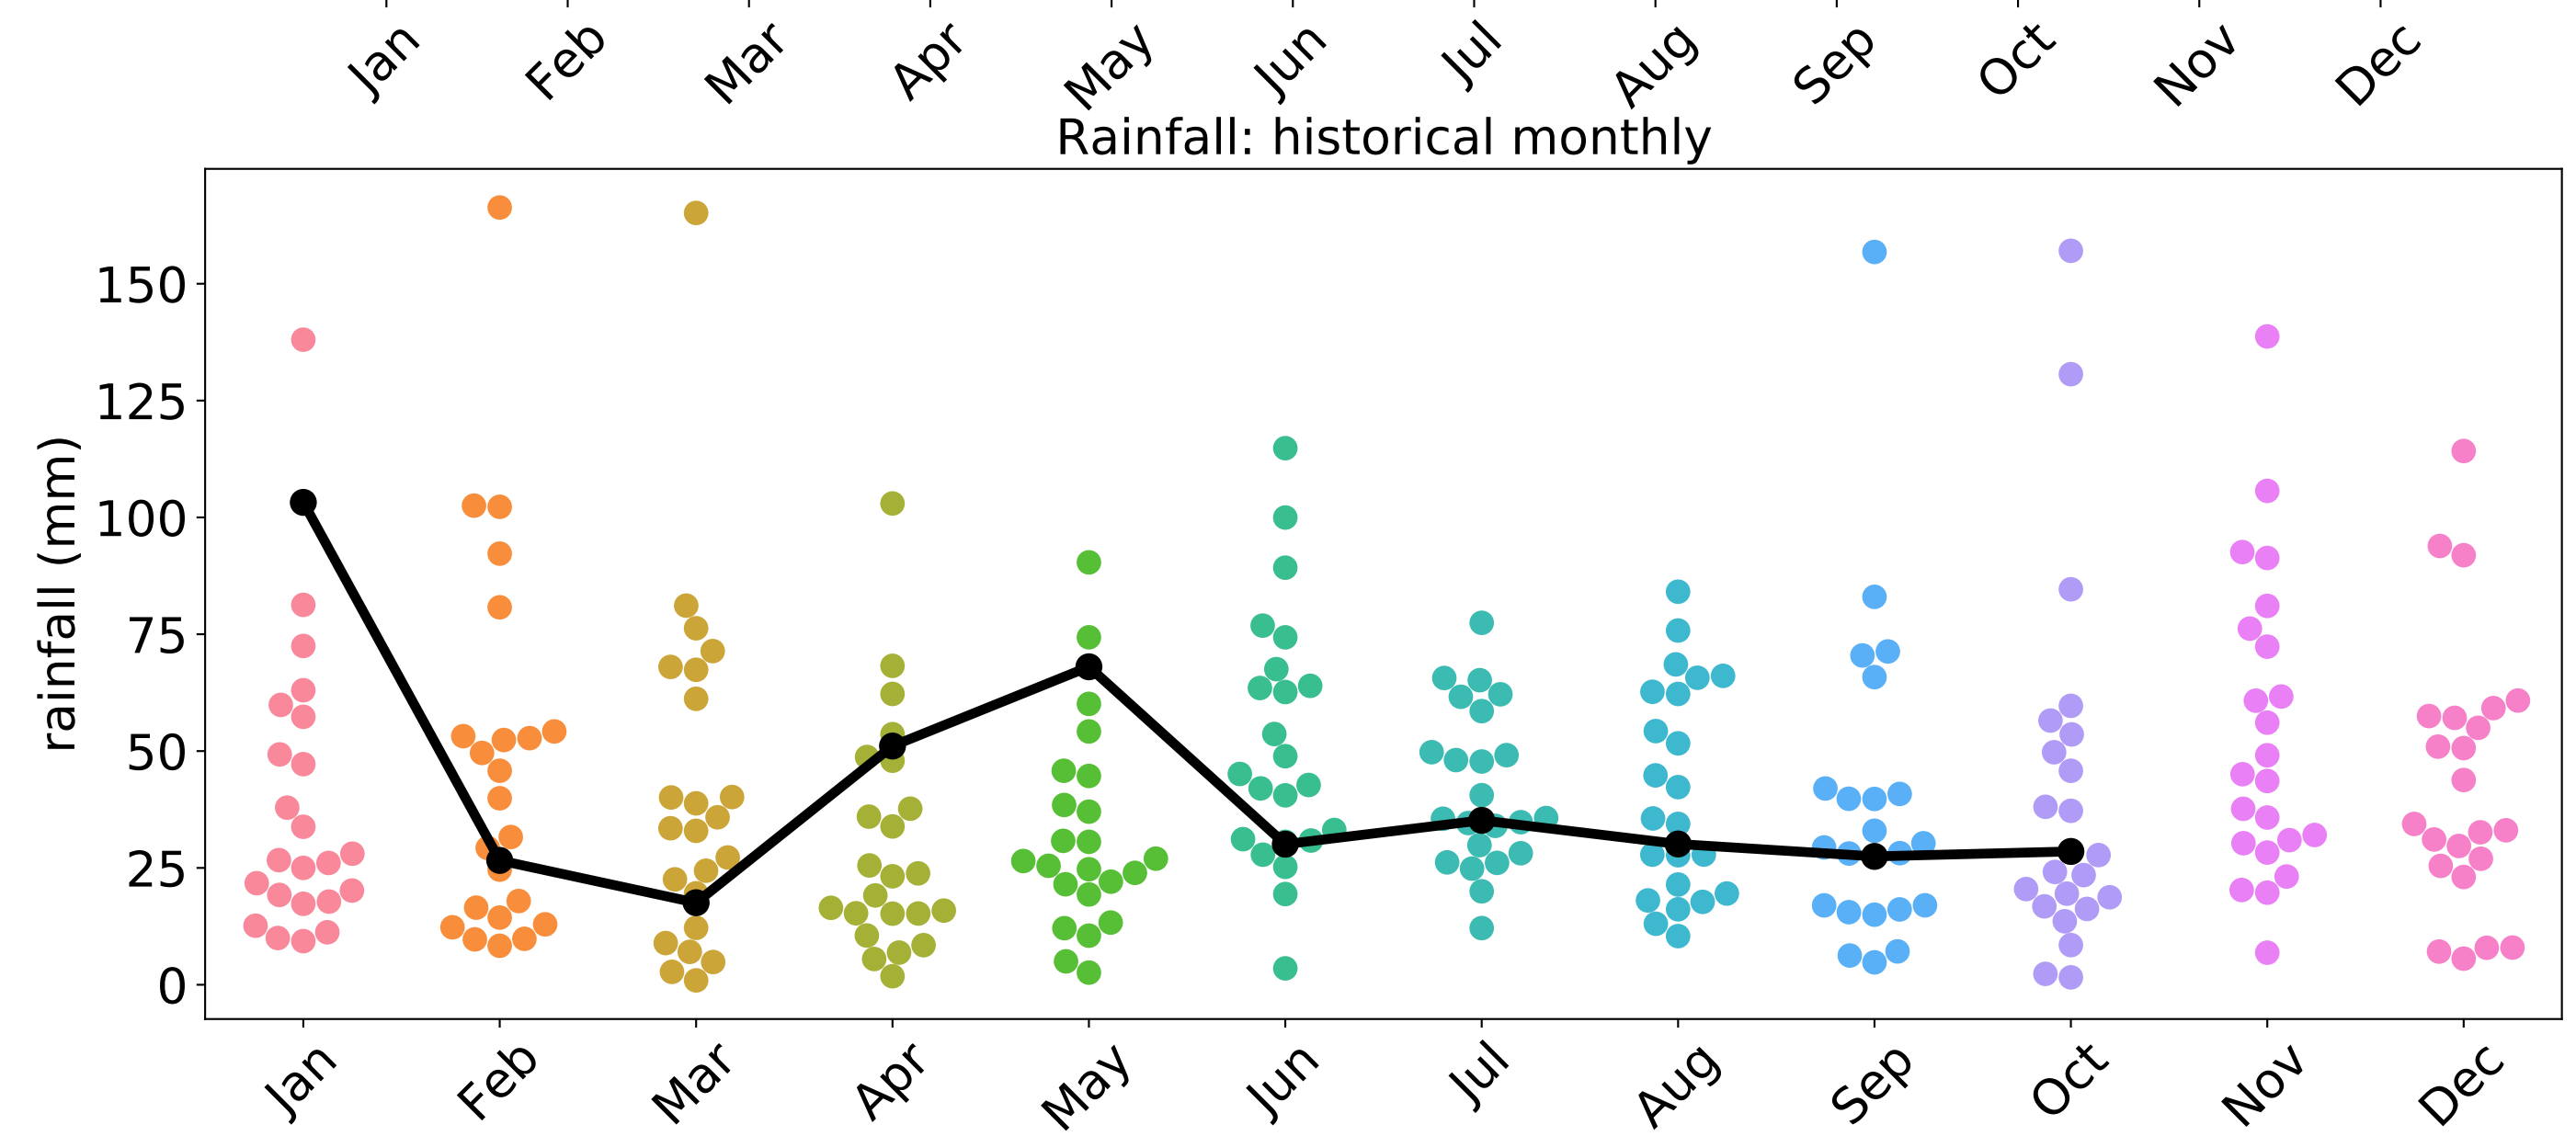 Jan Feb Mar Apr May Jun Jul Aug Sep Oct Nov Dec
Rainfall: historical monthly
rainfall (mm)
150
125
100
75
50
25
0
Jan Feb Mar Apr May Jun Jul Aug Sep Oct Nov Dec